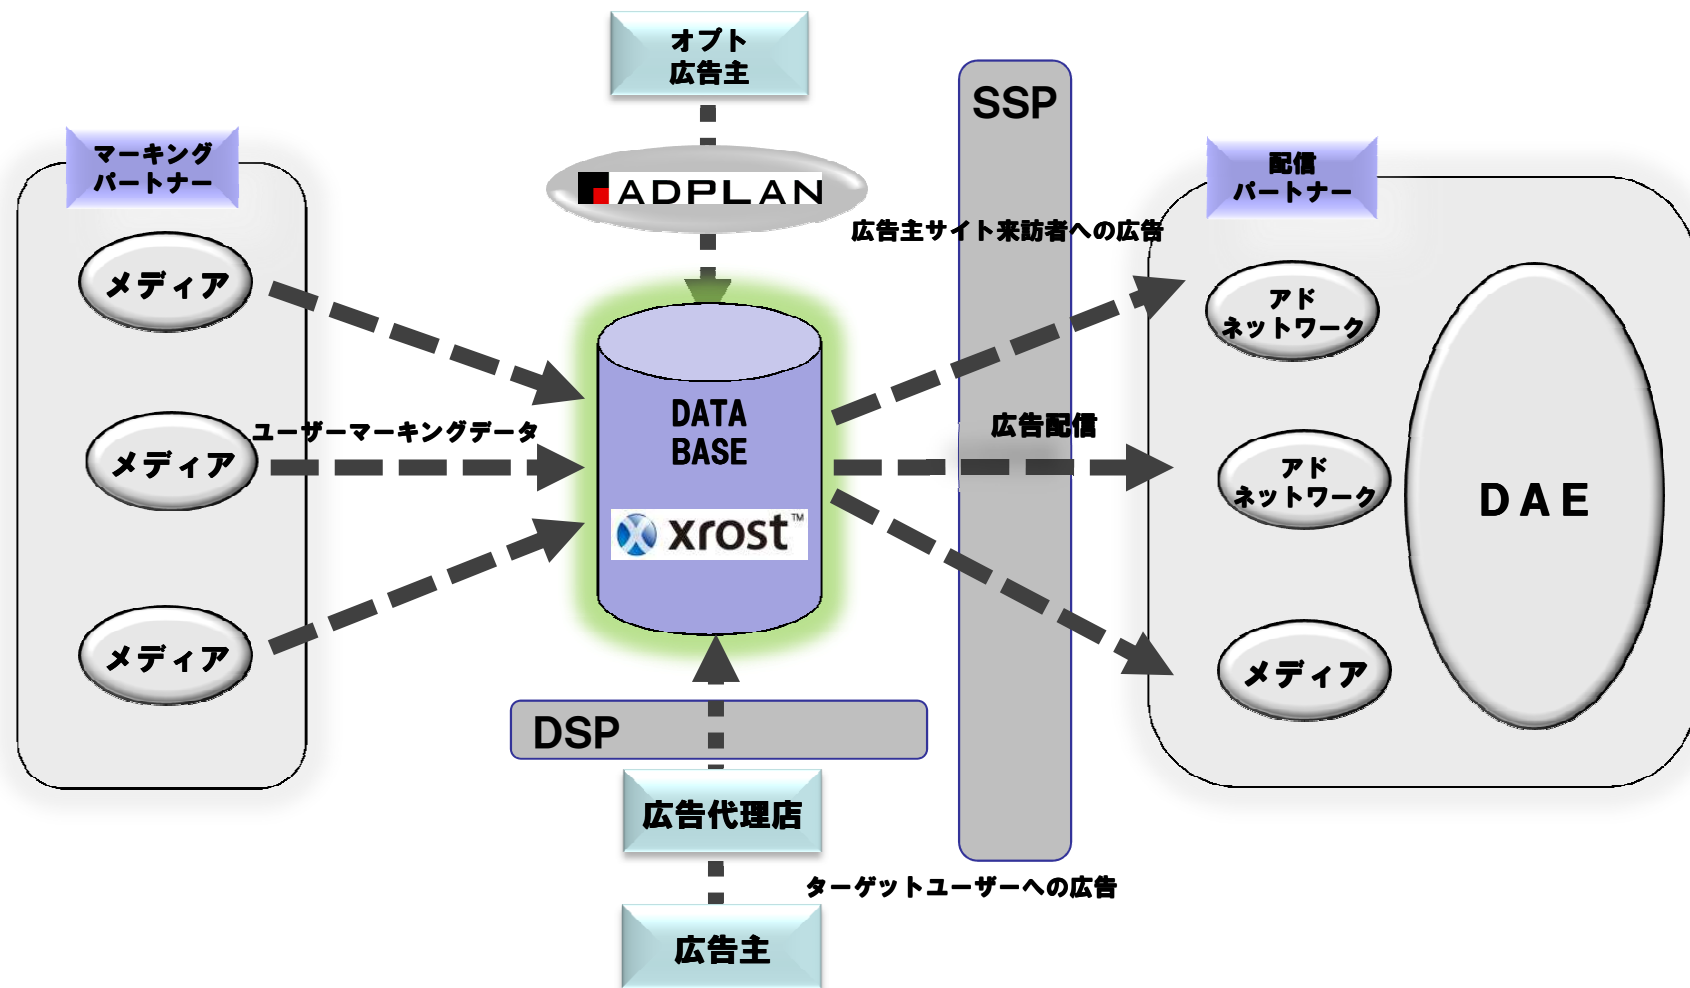 オプト
広告主
SSP
マーキング
パートナー
配信
パートナー
ADPLAN
広告主サイト来訪者への広告
メディア
アド
ネットワーク
DATA
BASE
広告配信
ユーザーマーキングデータ
メディア
アド
ネットワーク
DAE
xrost™
メディア
メディア
DSP
広告代理店
ターゲットユーザーへの広告
広告主